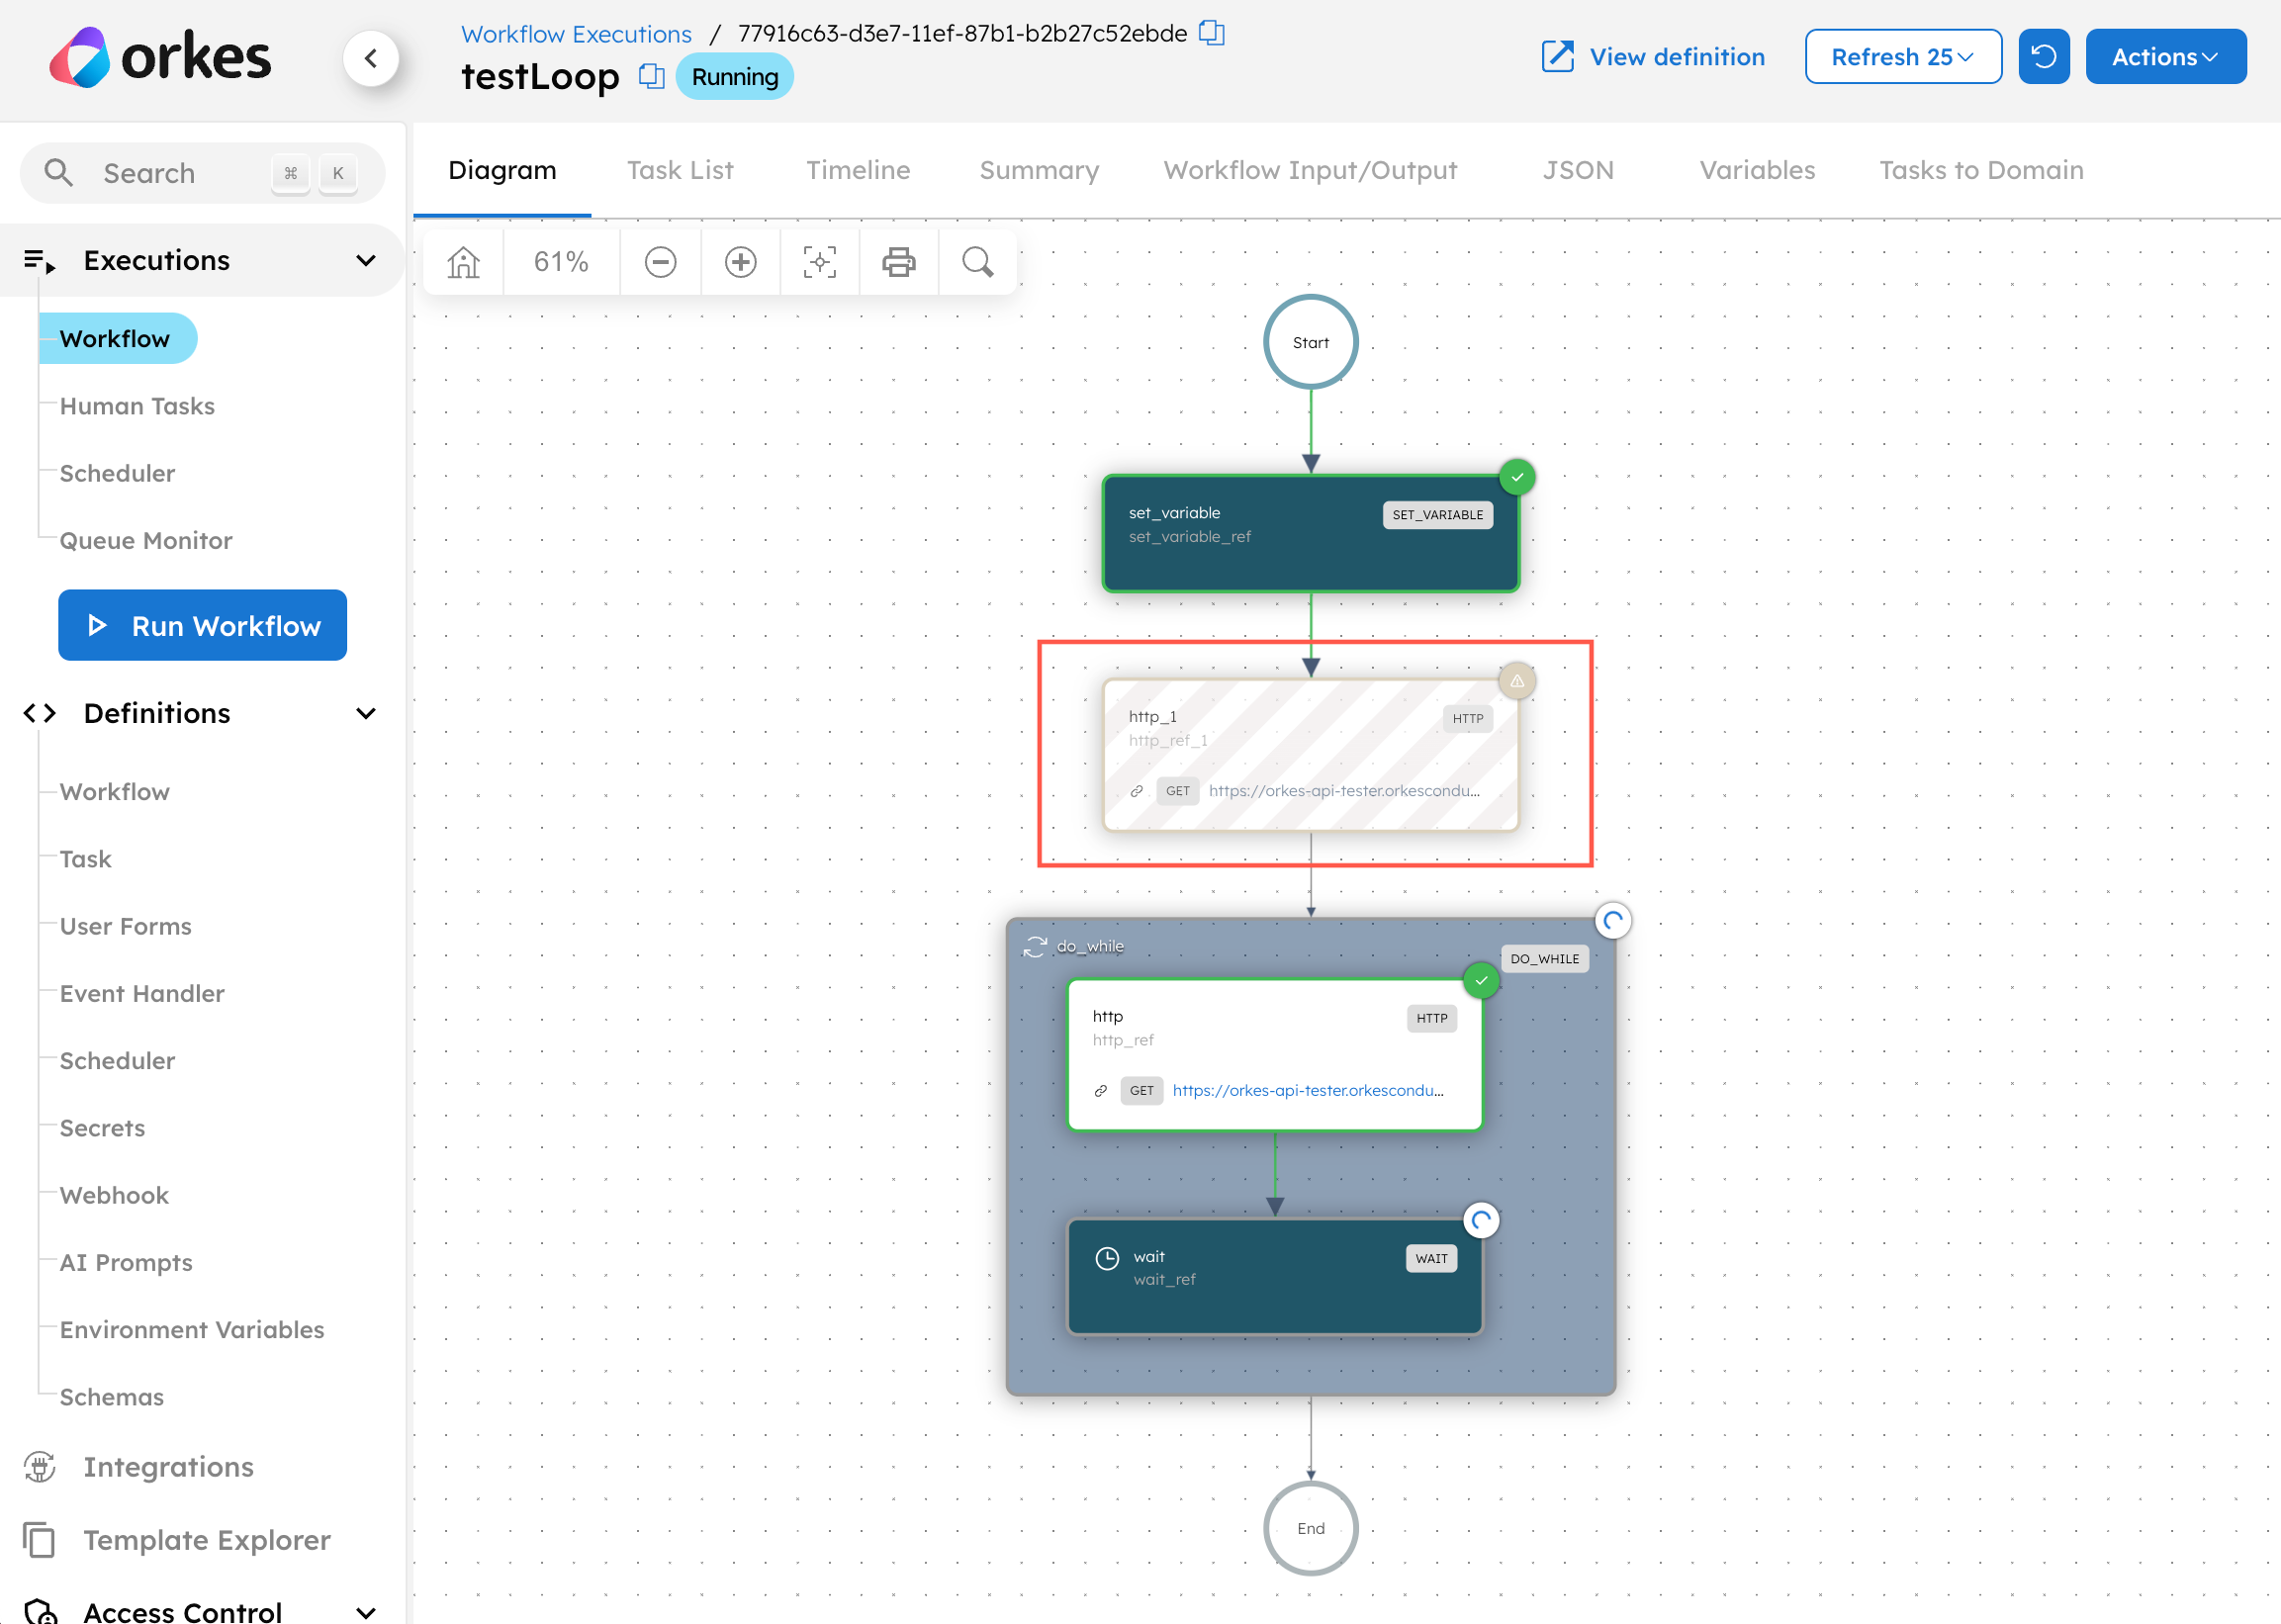 orkes
Workflow Executions / 77916c63-d3e7-11ef-87b1-b2b27c52ebde
testLoop Running
View definition
Refresh 25
Actions
Search ⌘ K
Executions
Workflow
Human Tasks
Scheduler
Queue Monitor
Run Workflow
Definitions
Workflow
Task
User Forms
Event Handler
Scheduler
Secrets
Webhook
AI Prompts
Environment Variables
Schemas
Integrations
Template Explorer
Access Control
Diagram Task List Timeline Summary Workflow Input/Output JSON Variables Tasks to Domain
61%
Start
set_variable SET_VARIABLE
set_variable_ref
http_1 HTTP
http_ref_1
GET https://orkes-api-tester.orkescondu...
do_while DO_WHILE
http HTTP
http_ref
GET https://orkes-api-tester.orkescondu...
wait WAIT
wait_ref
End